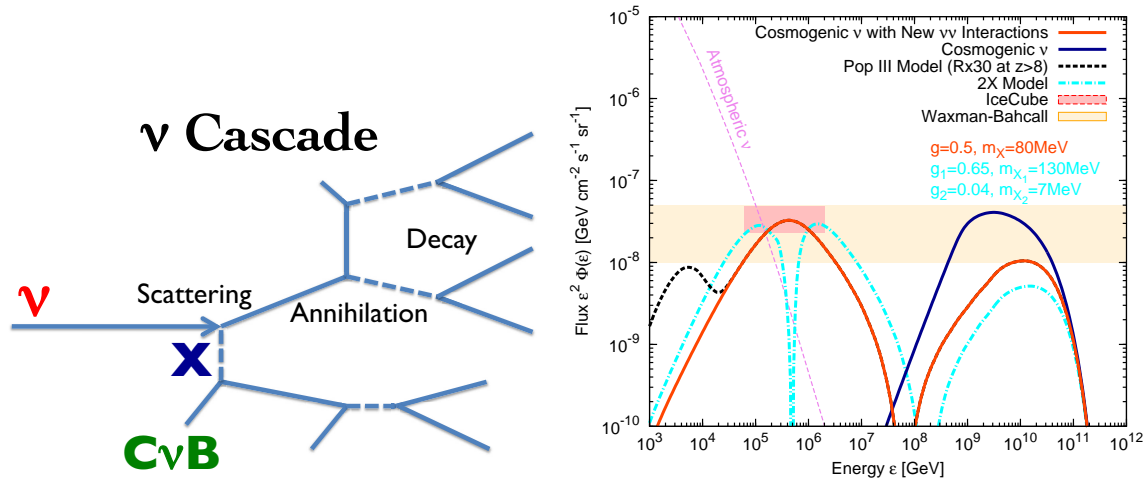 ν Cascade
Decay
Scattering
Annihilation
ν
X
CνB
10^-5
10^-6
10^-7
10^-8
10^-9
10^-10
Flux ε^2 Φ(ε) [GeV cm^-2 s^-1 sr^-1]
Cosmogenic ν with New νν Interactions
Cosmogenic ν
Pop III Model (Rx30 at z>8)
2X Model
IceCube
Waxman-Bahcall
Atmospheric ν
g=0.5, m_X=80MeV
g_1=0.65, m_X_1=130MeV
g_2=0.04, m_X_2=7MeV
10^3 10^4 10^5 10^6 10^7 10^8 10^9 10^10 10^11 10^12
Energy ε [GeV]